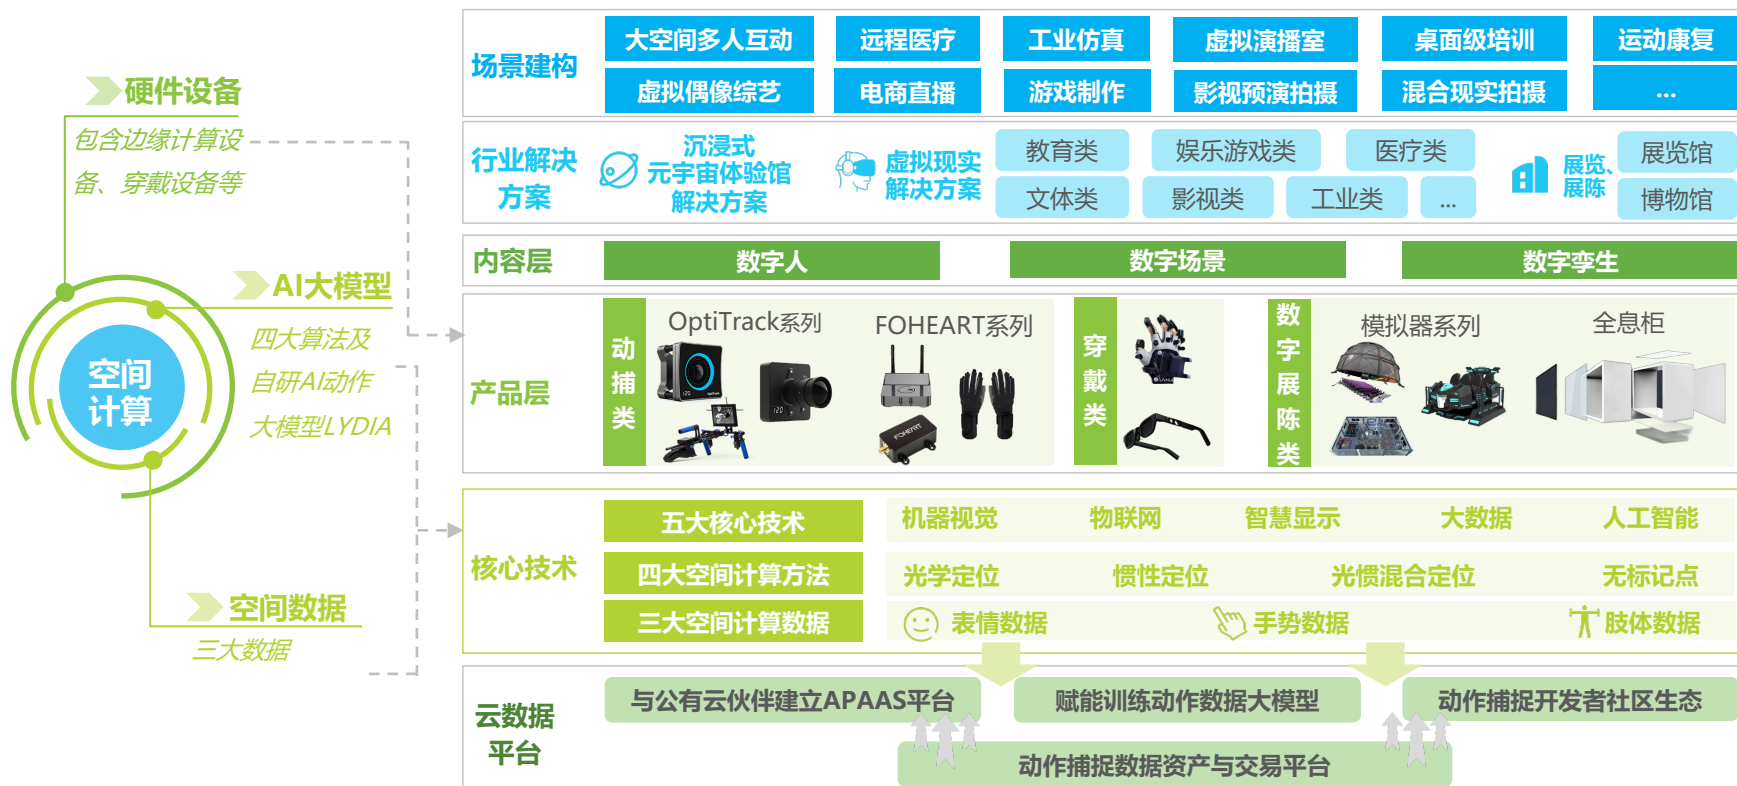 硬件设备
包含边缘计算设
备、穿戴设备等
AI大模型
四大算法及
自研AI动作
大模型LYDIA
空间
计算
空间数据
三大数据
场景建构
大空间多人互动
远程医疗
工业仿真
虚拟演播室
桌面级培训
运动康复
虚拟偶像综艺
电商直播
游戏制作
影视预演拍摄
混合现实拍摄
...
行业解决
方案
沉浸式
元宇宙体验馆
解决方案
虚拟现实
解决方案
教育类
娱乐游戏类
医疗类
文体类
影视类
工业类
...
展览、
展陈
展览馆
博物馆
内容层
数字人
数字场景
数字孪生
产品层
动捕类
OptiTrack系列
FOHEART系列
FOHEART
穿戴类
数字展陈类
模拟器系列
全息柜
核心技术
五大核心技术
机器视觉
物联网
智慧显示
大数据
人工智能
四大空间计算方法
光学定位
惯性定位
光惯混合定位
无标记点
三大空间计算数据
表情数据
手势数据
肢体数据
云数据
平台
与公有云伙伴建立APAAS平台
赋能训练动作数据大模型
动作捕捉开发者社区生态
动作捕捉数据资产与交易平台